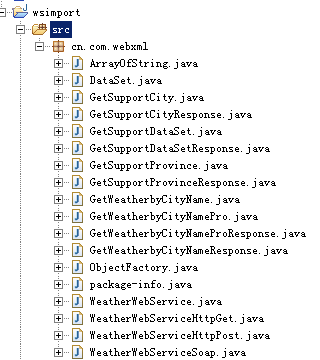 wsimport
src
cn.com.webxml
ArrayOfString.java
DataSet.java
GetSupportCity.java
GetSupportCityResponse.java
GetSupportDataSet.java
GetSupportDataSetResponse.java
GetSupportProvince.java
GetSupportProvinceResponse.java
GetWeatherbyCityName.java
GetWeatherbyCityNamePro.java
GetWeatherbyCityNameProResponse.java
GetWeatherbyCityNameResponse.java
ObjectFactory.java
package-info.java
WeatherWebService.java
WeatherWebServiceHttpGet.java
WeatherWebServiceHttpPost.java
WeatherWebServiceSoap.java